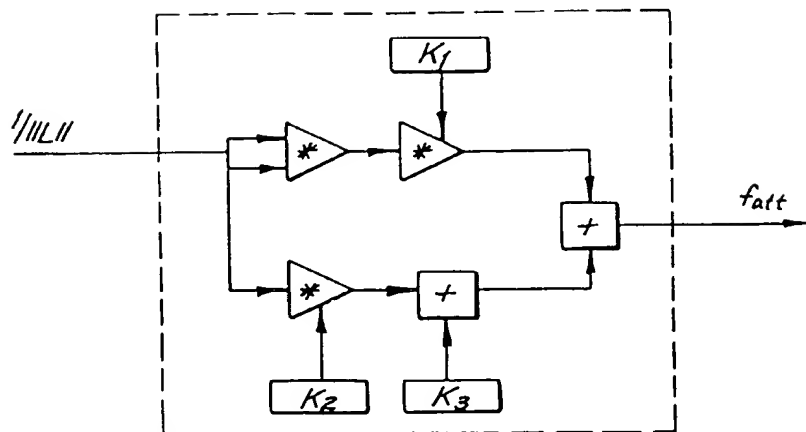 K1
1/||L||
*
*
fatt
+
*
+
K2
K3